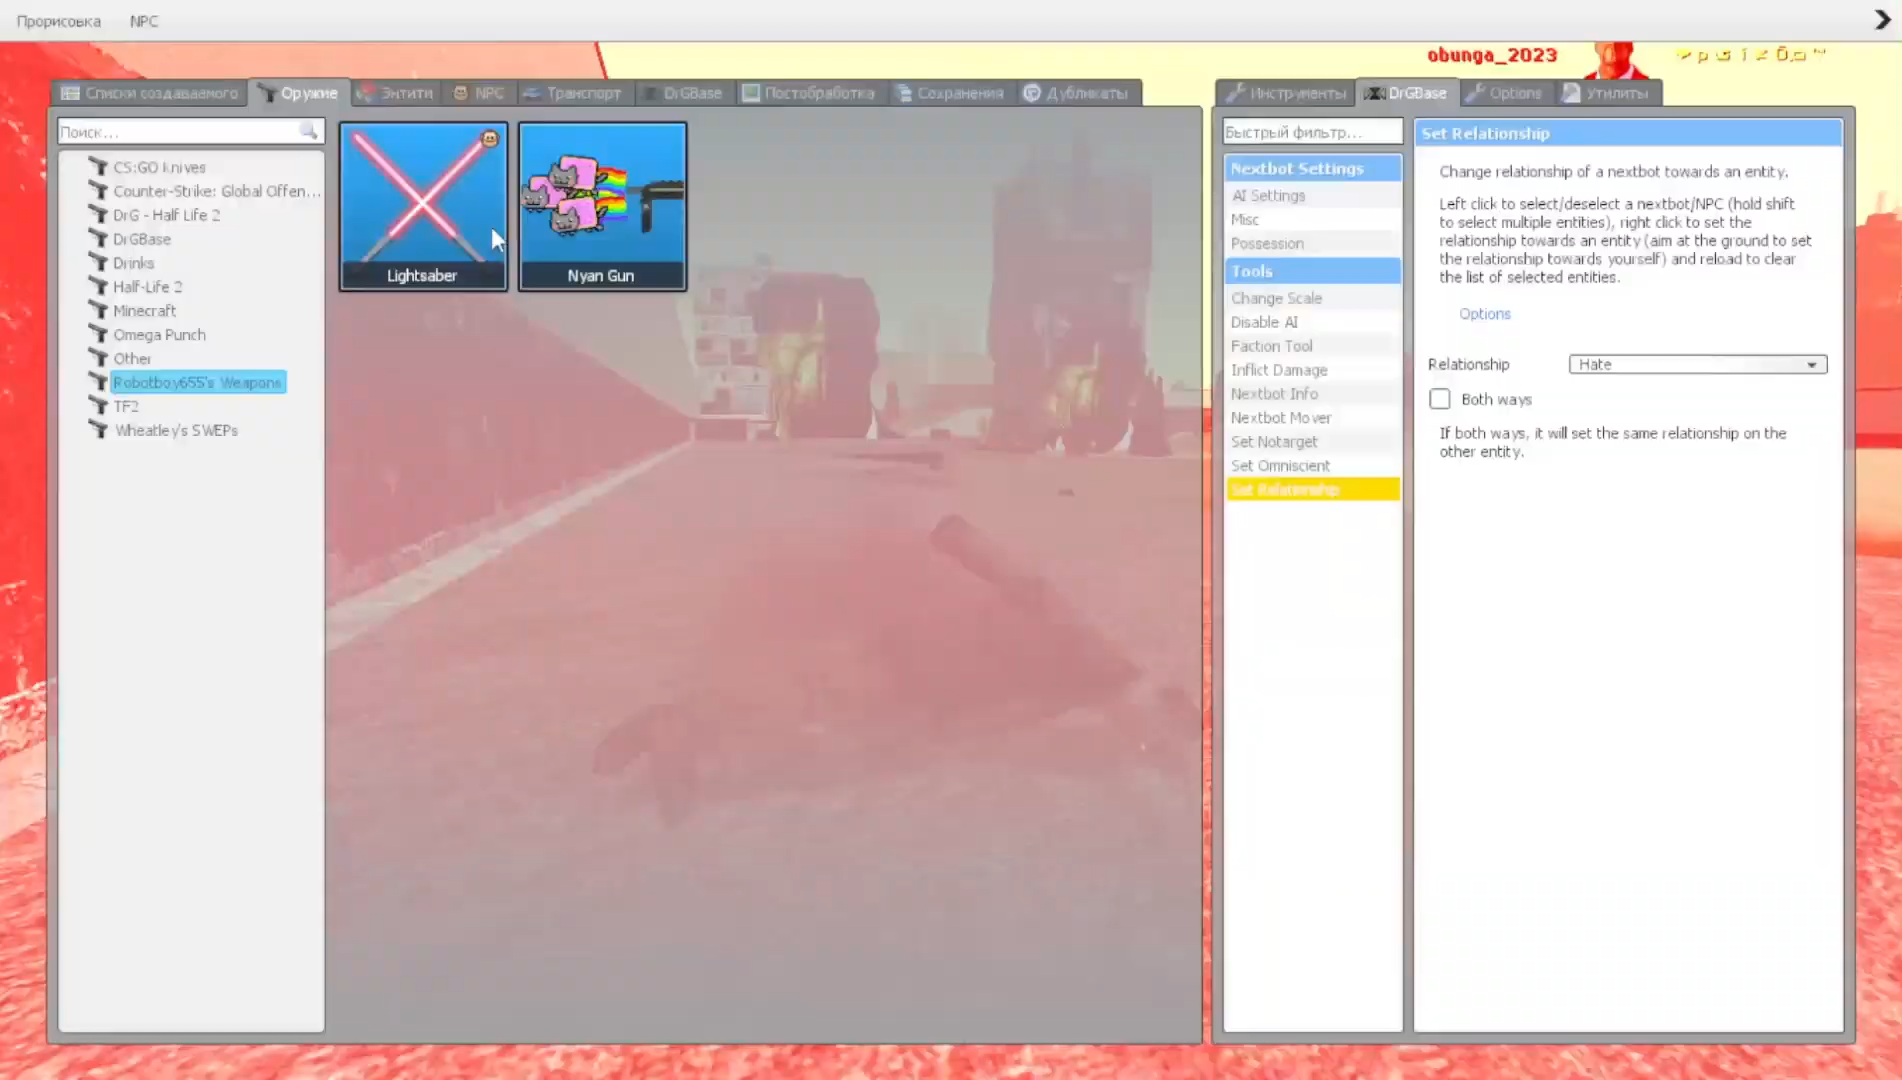 Прорисовка NPC
obunga_2023
Списки создаваемого Оружие Энтити NPC Транспорт DrGBase Постобработка Сохранения Дубликаты
Поиск...
CS:GO knives
Counter-Strike: Global Offen...
DrG - Half Life 2
DrGBase
Drinks
Half-Life 2
Minecraft
Omega Punch
Other
Robotboy655's Weapons
TF2
Wheatley's SWEPs
Lightsaber
Nyan Gun
Инструменты DrGBase Options Утилиты
Быстрый фильтр...
Nextbot Settings
AI Settings
Misc
Possession
Tools
Change Scale
Disable AI
Faction Tool
Inflict Damage
Nextbot Info
Nextbot Mover
Set Notarget
Set Omniscient
Set Relationship
Set Relationship
Change relationship of a nextbot towards an entity.
Left click to select/deselect a nextbot/NPC (hold shift
to select multiple entities), right click to set the
relationship towards an entity (aim at the ground to set
the relationship towards yourself) and reload to clear
the list of selected entities.
Options
Relationship Hate
Both ways
If both ways, it will set the same relationship on the
other entity.